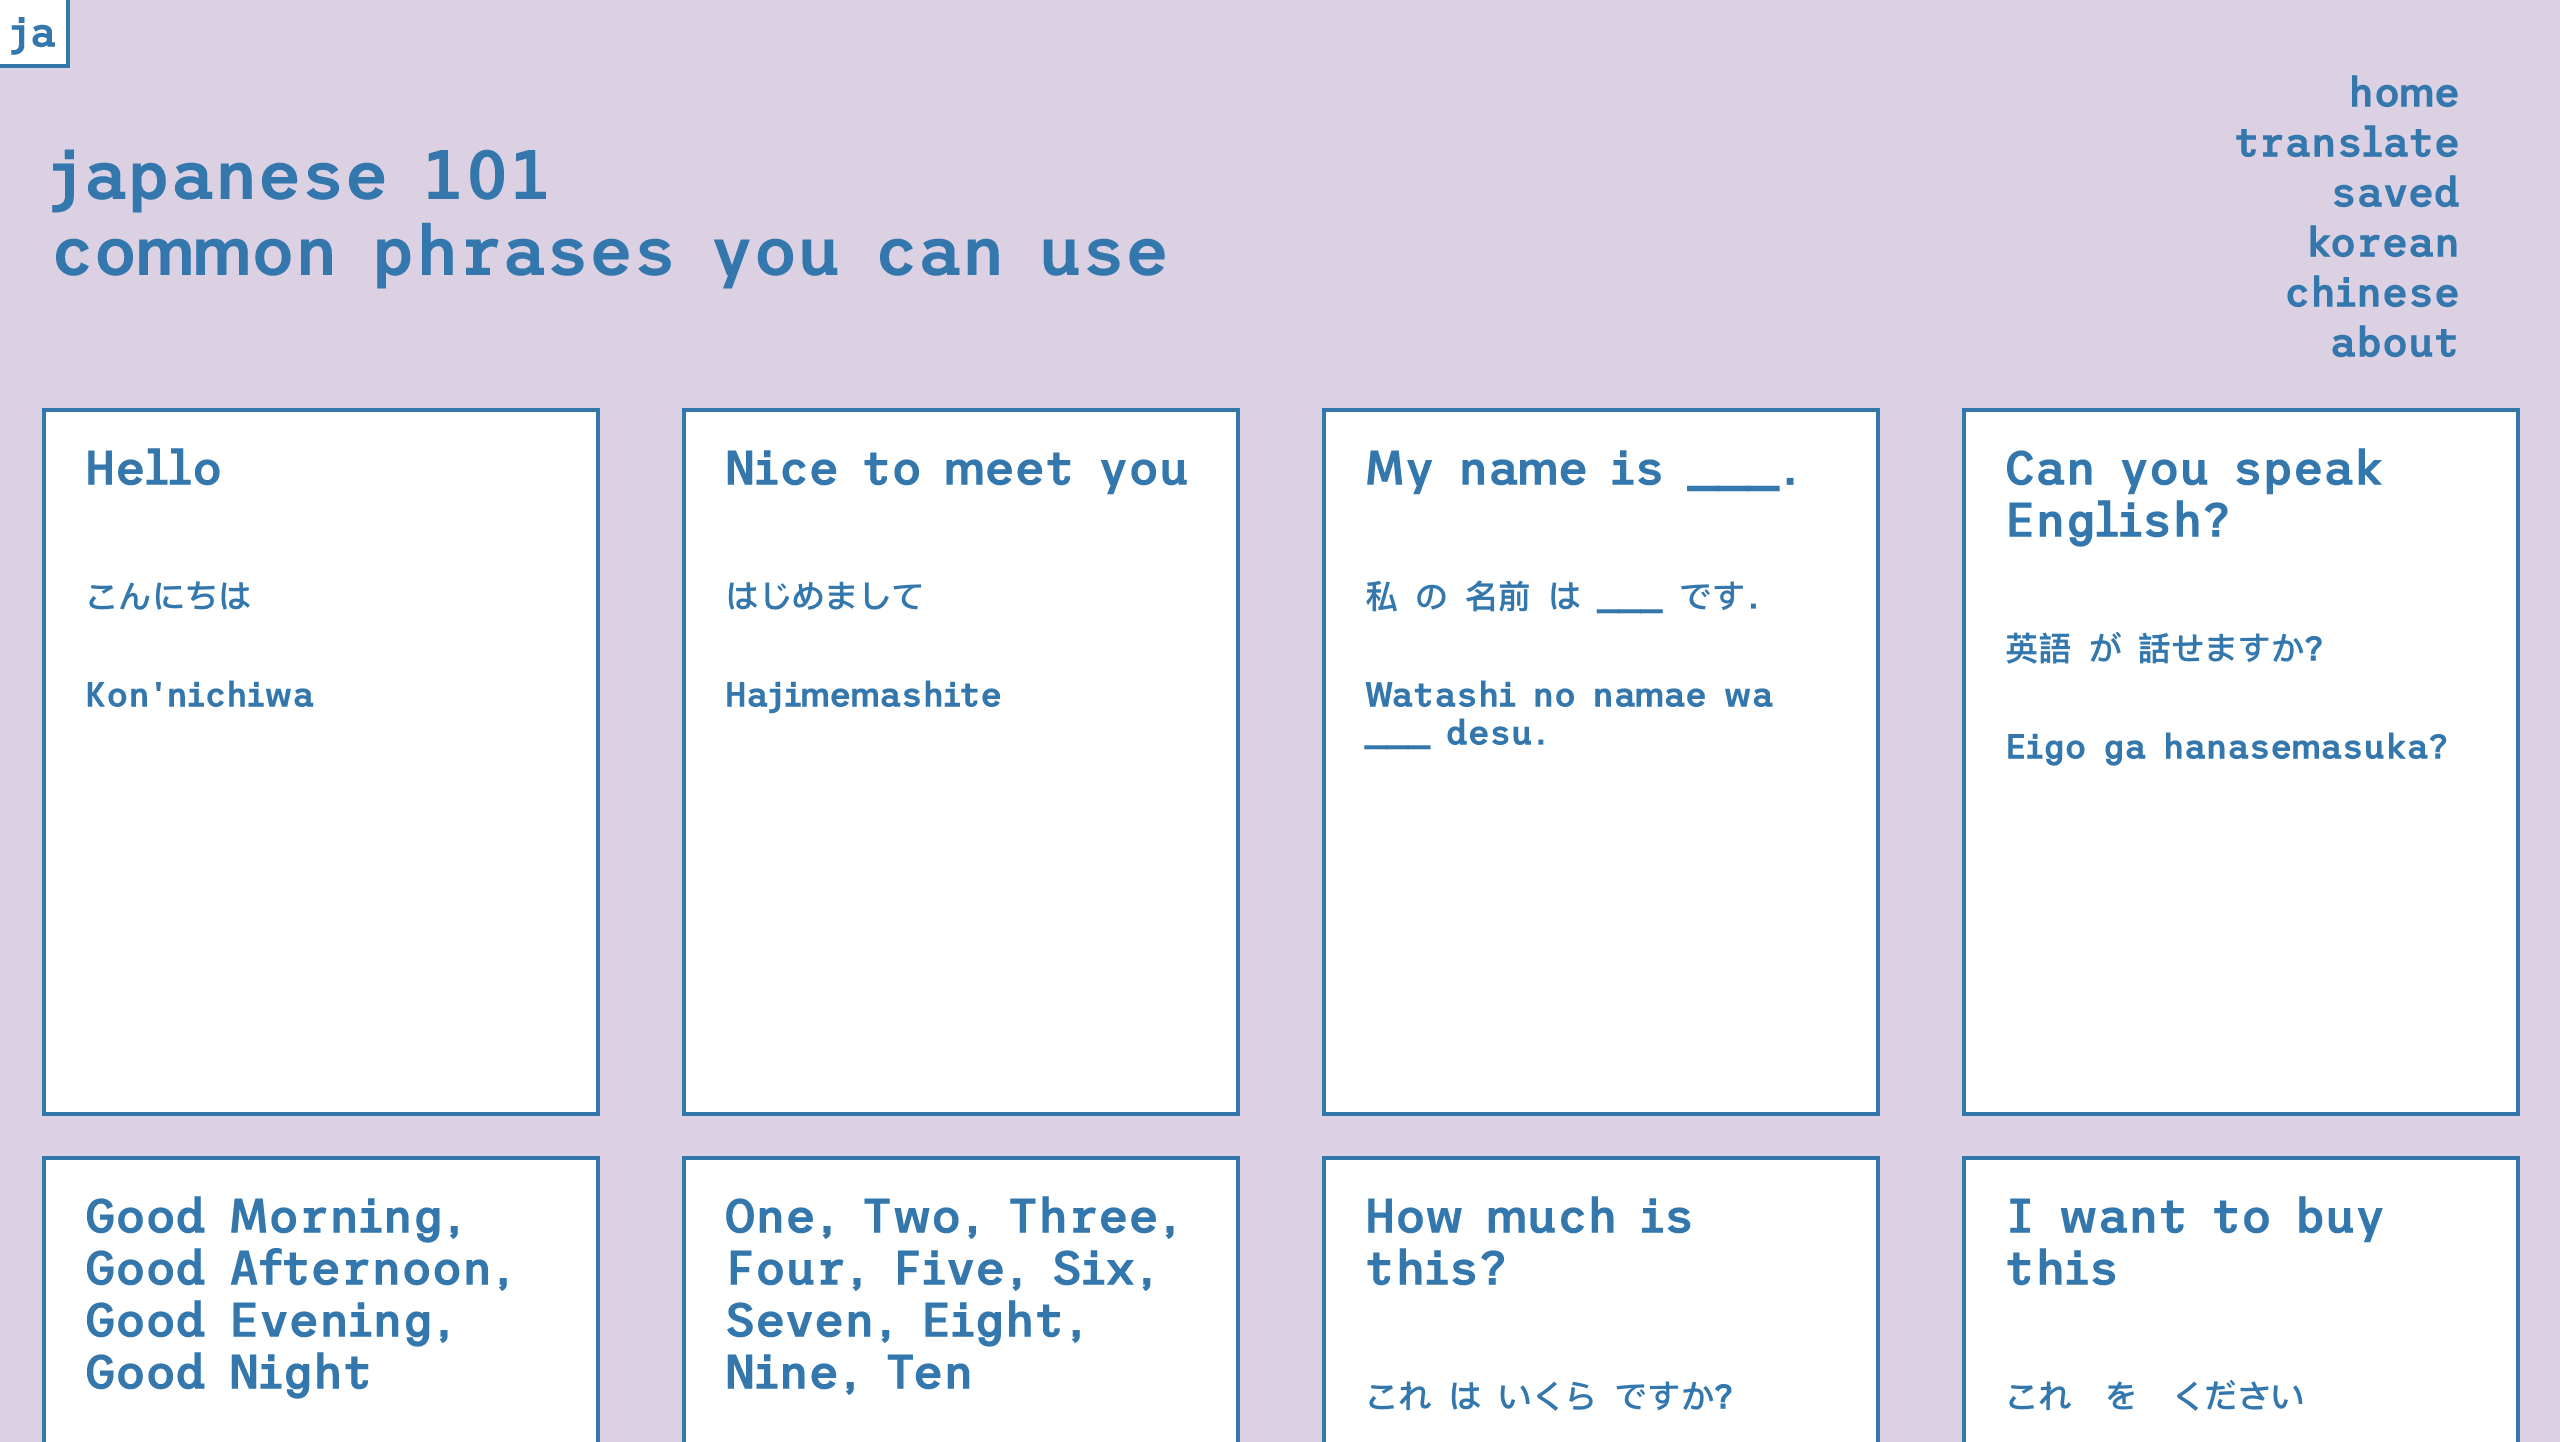 ja
home
translate
saved
korean
chinese
about
japanese 101
common phrases you can use
Hello
こんにちは
Kon'nichiwa
Nice to meet you
はじめまして
Hajimemashite
My name is ___.
私 の 名前 は ___ です.
Watashi no namae wa
___ desu.
Can you speak
English?
英語 が 話せますか?
Eigo ga hanasemasuka?
Good Morning,
Good Afternoon,
Good Evening,
Good Night
One, Two, Three,
Four, Five, Six,
Seven, Eight,
Nine, Ten
How much is
this?
これ は いくら ですか?
I want to buy
this
これ を ください